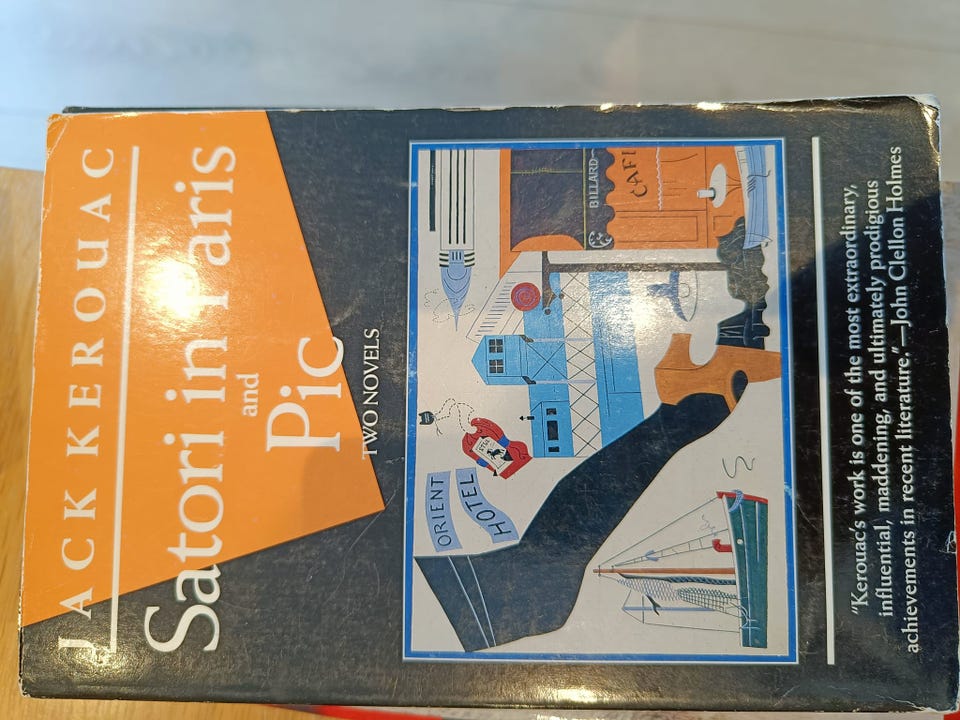 JACK KEROUAC
Satori in Paris
and
Pic
TWO NOVELS
ORIENT
HOTEL
BILLARD
CAFE
"Kerouac's work is one of the most extraordinary,
influential, maddening, and ultimately prodigious
achievements in recent literature."—John Clellon Holmes